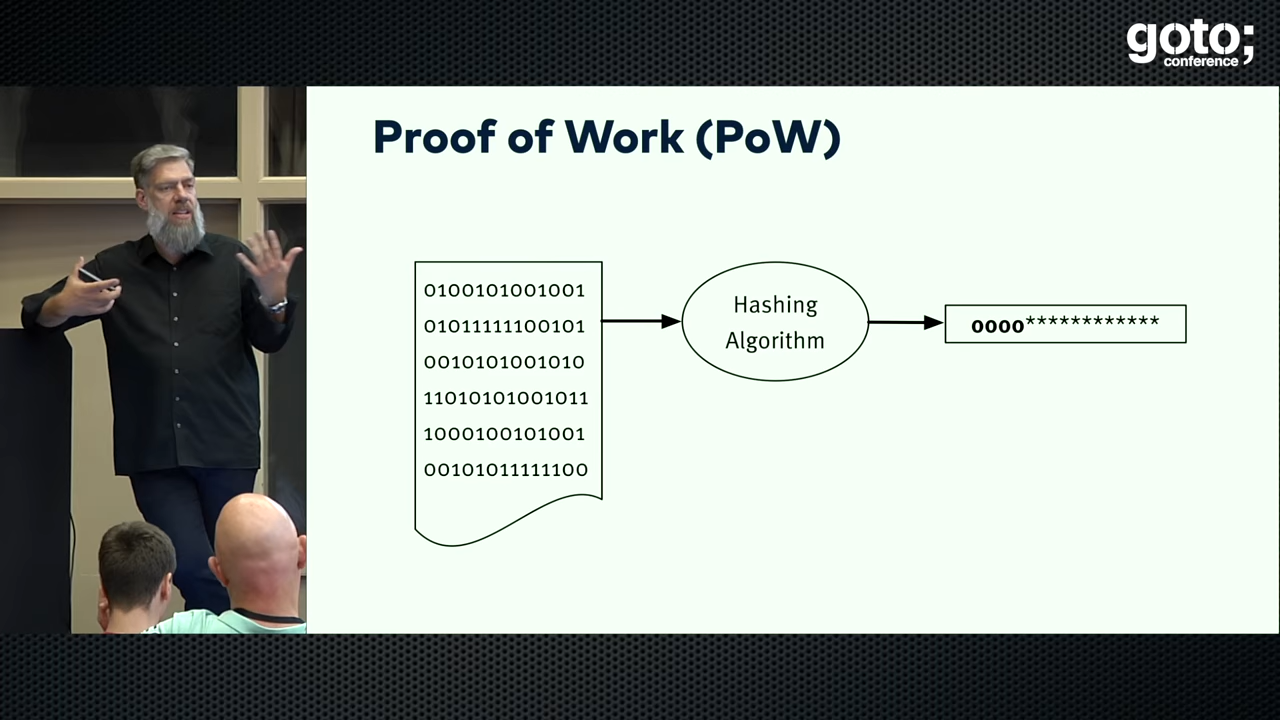 goto;
conference
Proof of Work (PoW)
0100101001001
01011111100101
0010101001010
11010101001011
1000100101001
00101011111100
Hashing
Algorithm
0000************